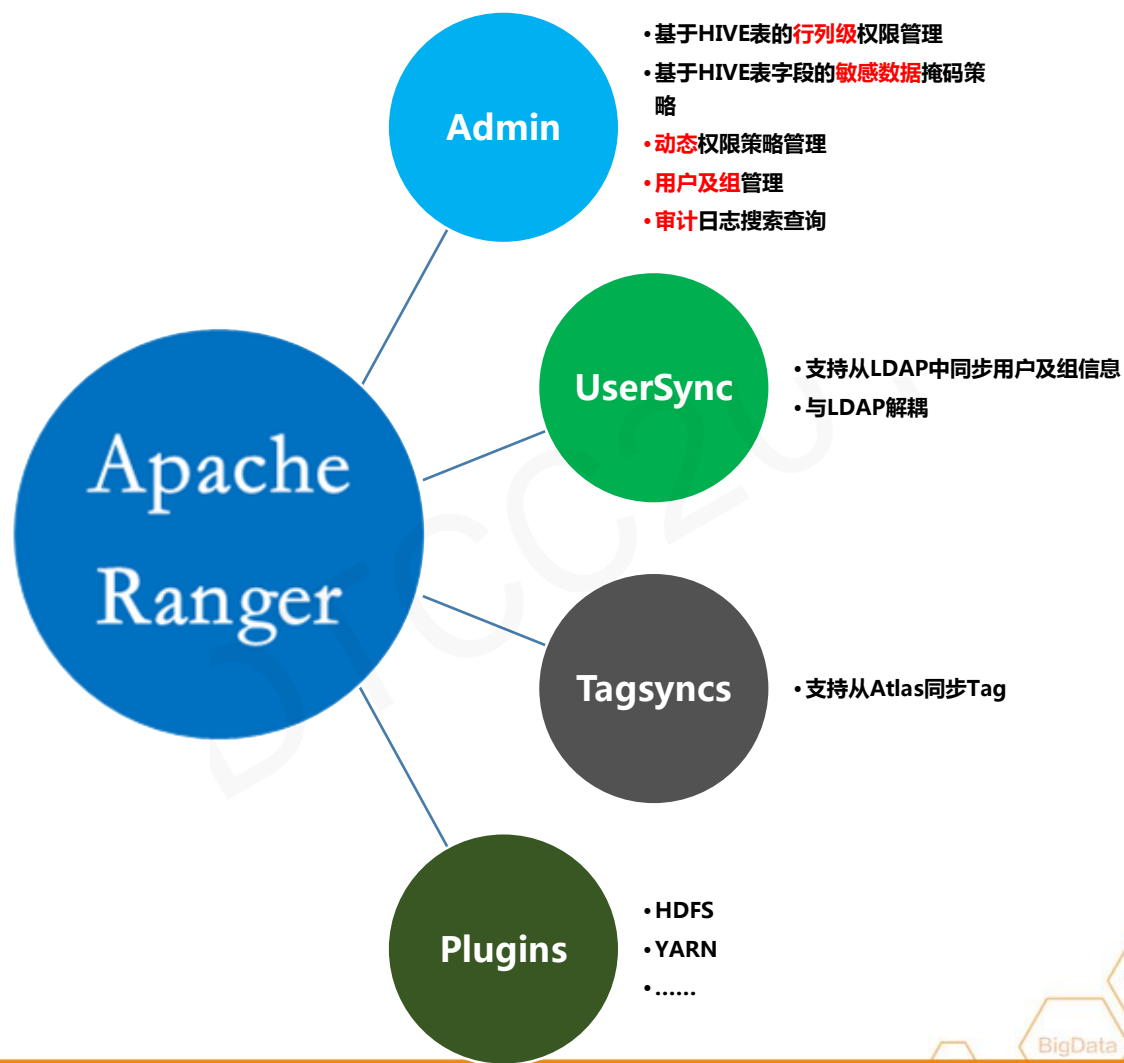 • 基于HIVE表的行列级权限管理
• 基于HIVE表字段的敏感数据掩码策
略
• 动态权限策略管理
• 用户及组管理
• 审计日志搜索查询
Admin
UserSync
• 支持从LDAP中同步用户及组信息
• 与LDAP解耦
Apache
Ranger
Tagsyncs
• 支持从Atlas同步Tag
Plugins
• HDFS
• YARN
• ......
BigData